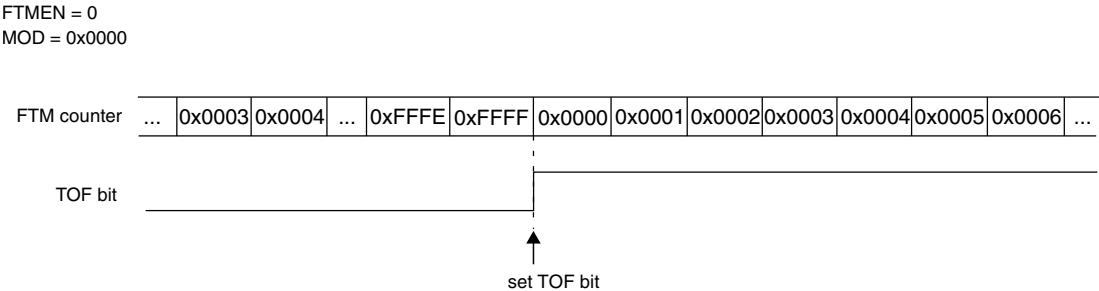 FTMEN = 0
MOD = 0x0000
FTM counter ... 0x0003 0x0004 ... 0xFFFE 0xFFFF 0x0000 0x0001 0x0002 0x0003 0x0004 0x0005 0x0006 ...
TOF bit
set TOF bit